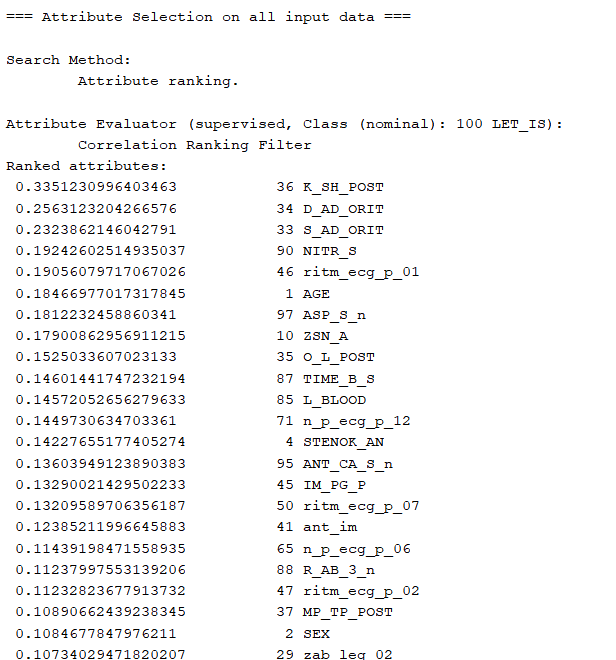 === Attribute Selection on all input data ===
Search Method:
Attribute ranking.
Attribute Evaluator (supervised, Class (nominal): 100 LET_IS):
Correlation Ranking Filter
Ranked attributes:
0.3351230996403463 36 K_SH_POST
0.2563123204266576 34 D_AD_ORIT
0.2323862146042791 33 S_AD_ORIT
0.19242602514935037 90 NITR_S
0.19056079717067026 46 ritm_ecg_p_01
0.18466977017317845 1 AGE
0.1812232458860341 97 ASP_S_n
0.17900862956911215 10 ZSN_A
0.1525033607023133 35 O_L_POST
0.14601441747232194 87 TIME_B_S
0.14572052656279633 85 L_BLOOD
0.1449730634703361 71 n_p_ecg_p_12
0.14227655177405274 4 STENOK_AN
0.13603949123890383 95 ANT_CA_S_n
0.13290021429502233 45 IM_PG_P
0.13209589706356187 50 ritm_ecg_p_07
0.12385211996645883 41 ant_im
0.11439198471558935 65 n_p_ecg_p_06
0.11237997553139206 88 R_AB_3_n
0.11232823677913732 47 ritm_ecg_p_02
0.10890662439238345 37 MP_TP_POST
0.1084677847976211 2 SEX
0.10734029471820207 29 zab_leg_02